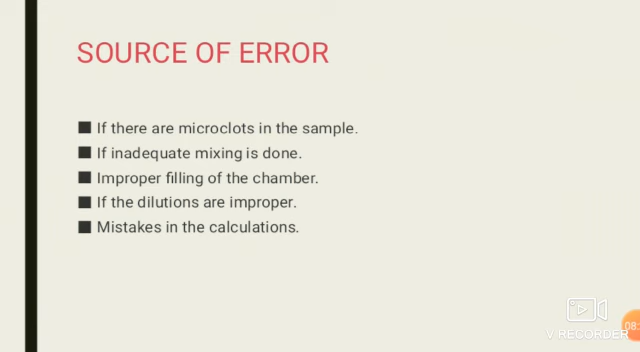 SOURCE OF ERROR
If there are microclots in the sample.
If inadequate mixing is done.
Improper filling of the chamber.
If the dilutions are improper.
Mistakes in the calculations.
V RECORDER
08: